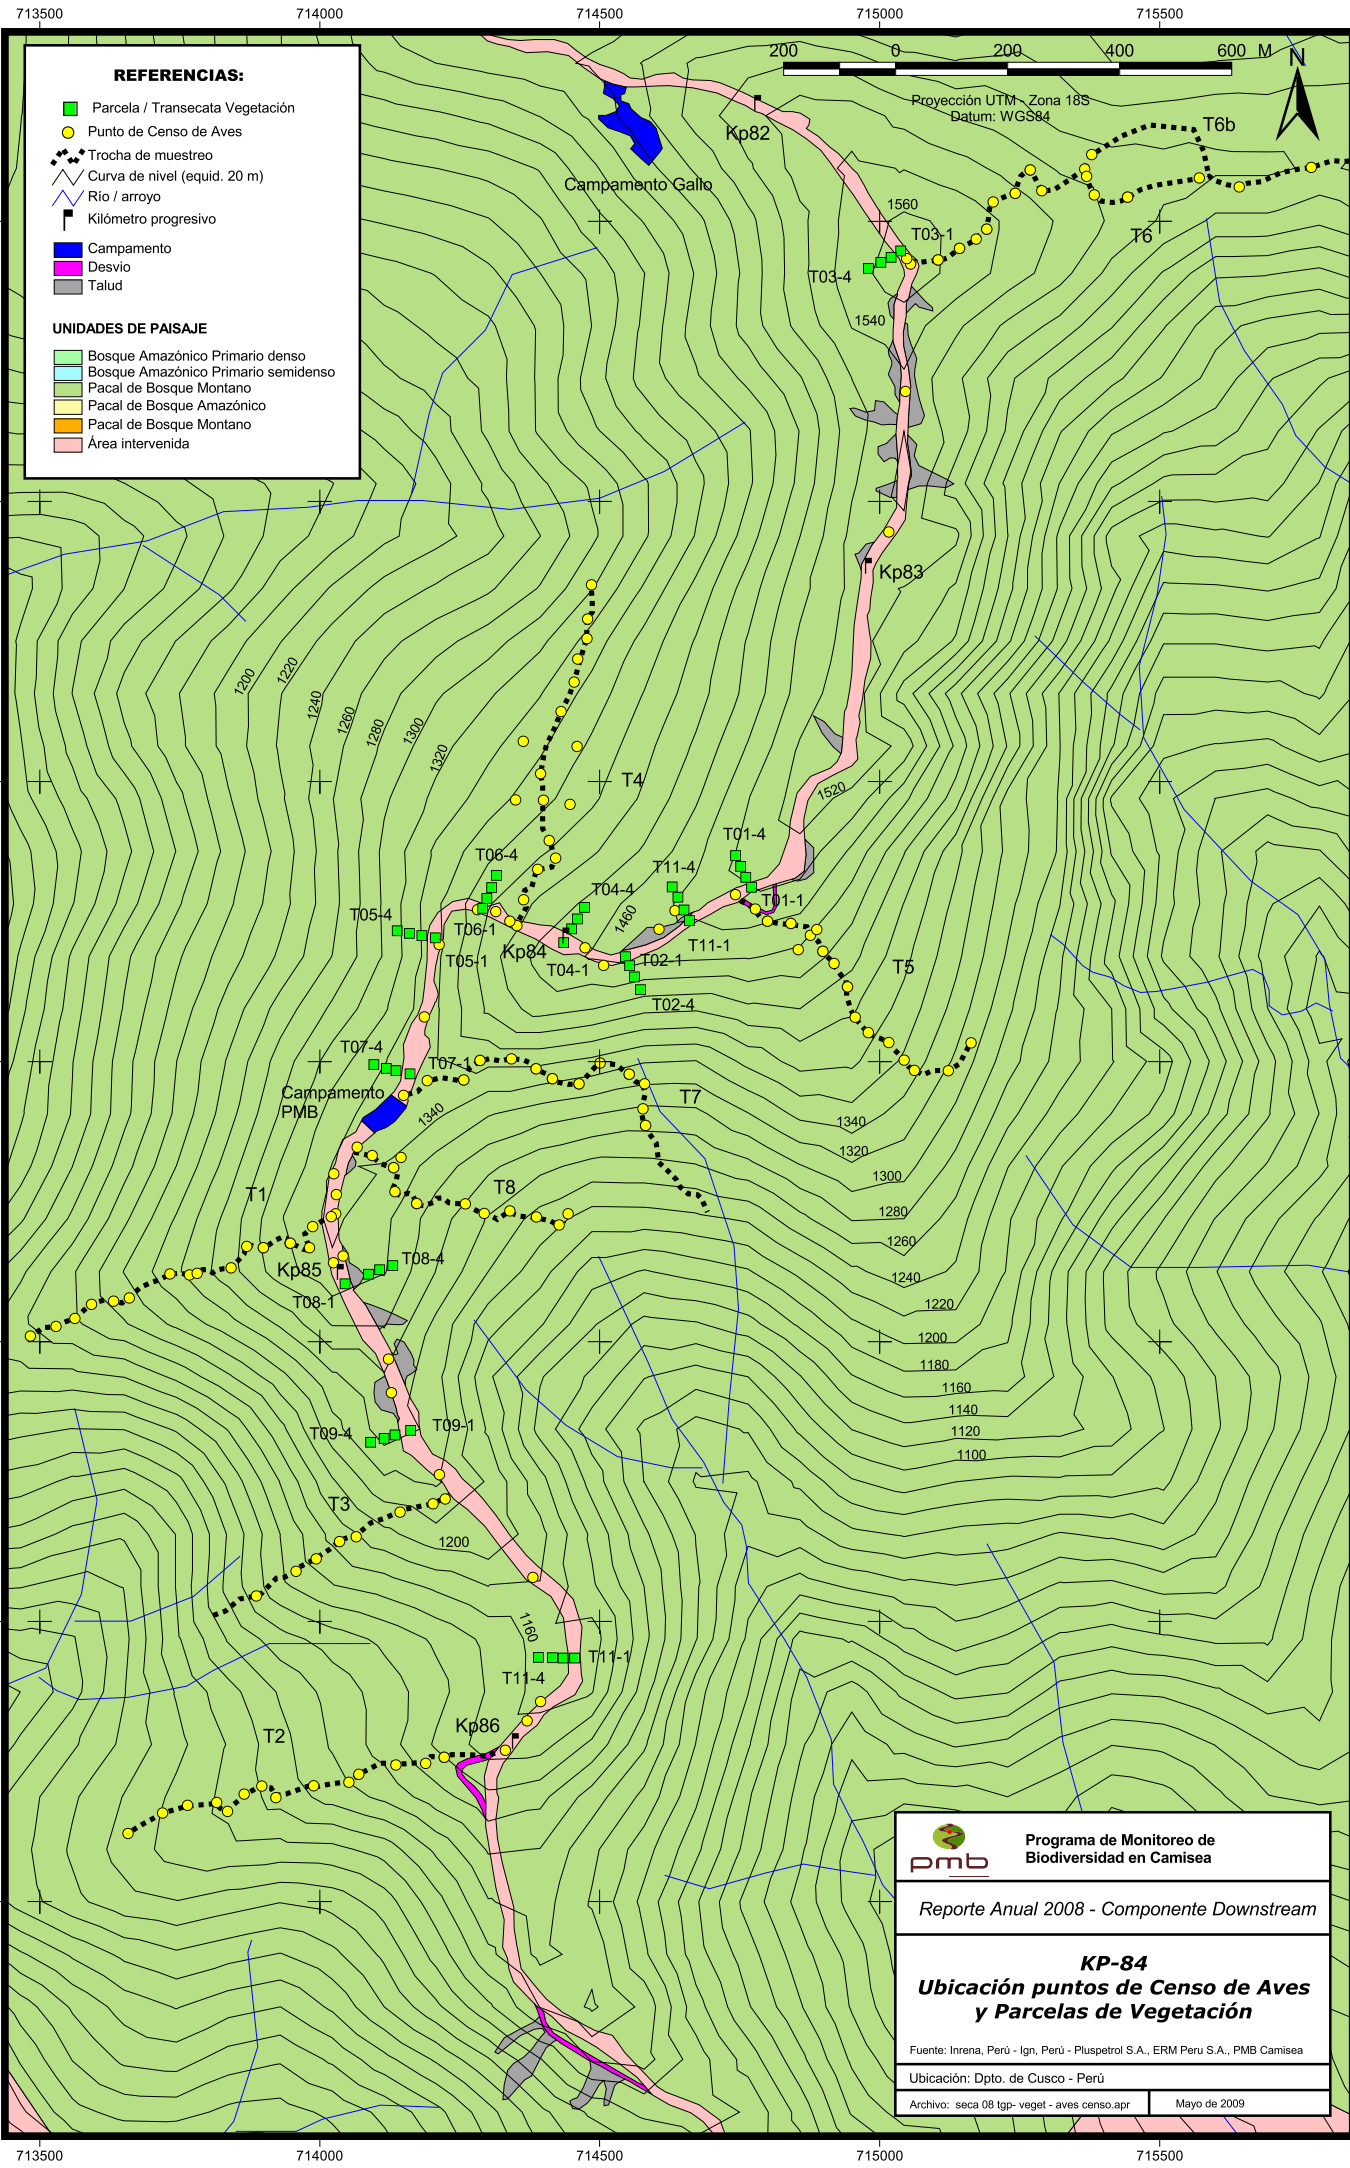 713500 714000 714500 715000 715500
200 0 200 400 600 M
N
Proyección UTM - Zona 18S
Datum: WGS84
REFERENCIAS:
Parcela / Transecata Vegetación
Punto de Censo de Aves
Trocha de muestreo
Curva de nivel (equid. 20 m)
Río / arroyo
Kilómetro progresivo
Campamento
Desvio
Talud
UNIDADES DE PAISAJE
Bosque Amazónico Primario denso
Bosque Amazónico Primario semidenso
Pacal de Bosque Montano
Pacal de Bosque Amazónico
Pacal de Bosque Montano
Área intervenida
Kp82
T6b
Campamento Gallo
1560
T03-1
T6
T03-4
1540
Kp83
1200
1220
1240
1260
1280
1300
1320
T4
1520
T01-4
T06-4
T11-4
T04-4
T01-1
T05-4
1460
T06-1
Kp84
T11-1
T05-1
T04-1
T02-1
T5
T02-4
T07-4
T07-1
Campamento
PMB
1340
T7
1340
1320
1300
1280
1260
1240
1220
1200
1180
1160
1140
1120
1100
T1
T8
Kp85
T08-4
T08-1
T09-4
T09-1
T3
1200
1160
T11-1
T11-4
Kp86
T2
pmb
Programa de Monitoreo de
Biodiversidad en Camisea
Reporte Anual 2008 - Componente Downstream
KP-84
Ubicación puntos de Censo de Aves
y Parcelas de Vegetación
Fuente: Inrena, Perú - Ign, Perú - Pluspetrol S.A., ERM Peru S.A., PMB Camisea
Ubicación: Dpto. de Cusco - Perú
Archivo: seca 08 tgp- veget - aves censo.apr
Mayo de 2009
713500 714000 714500 715000 715500